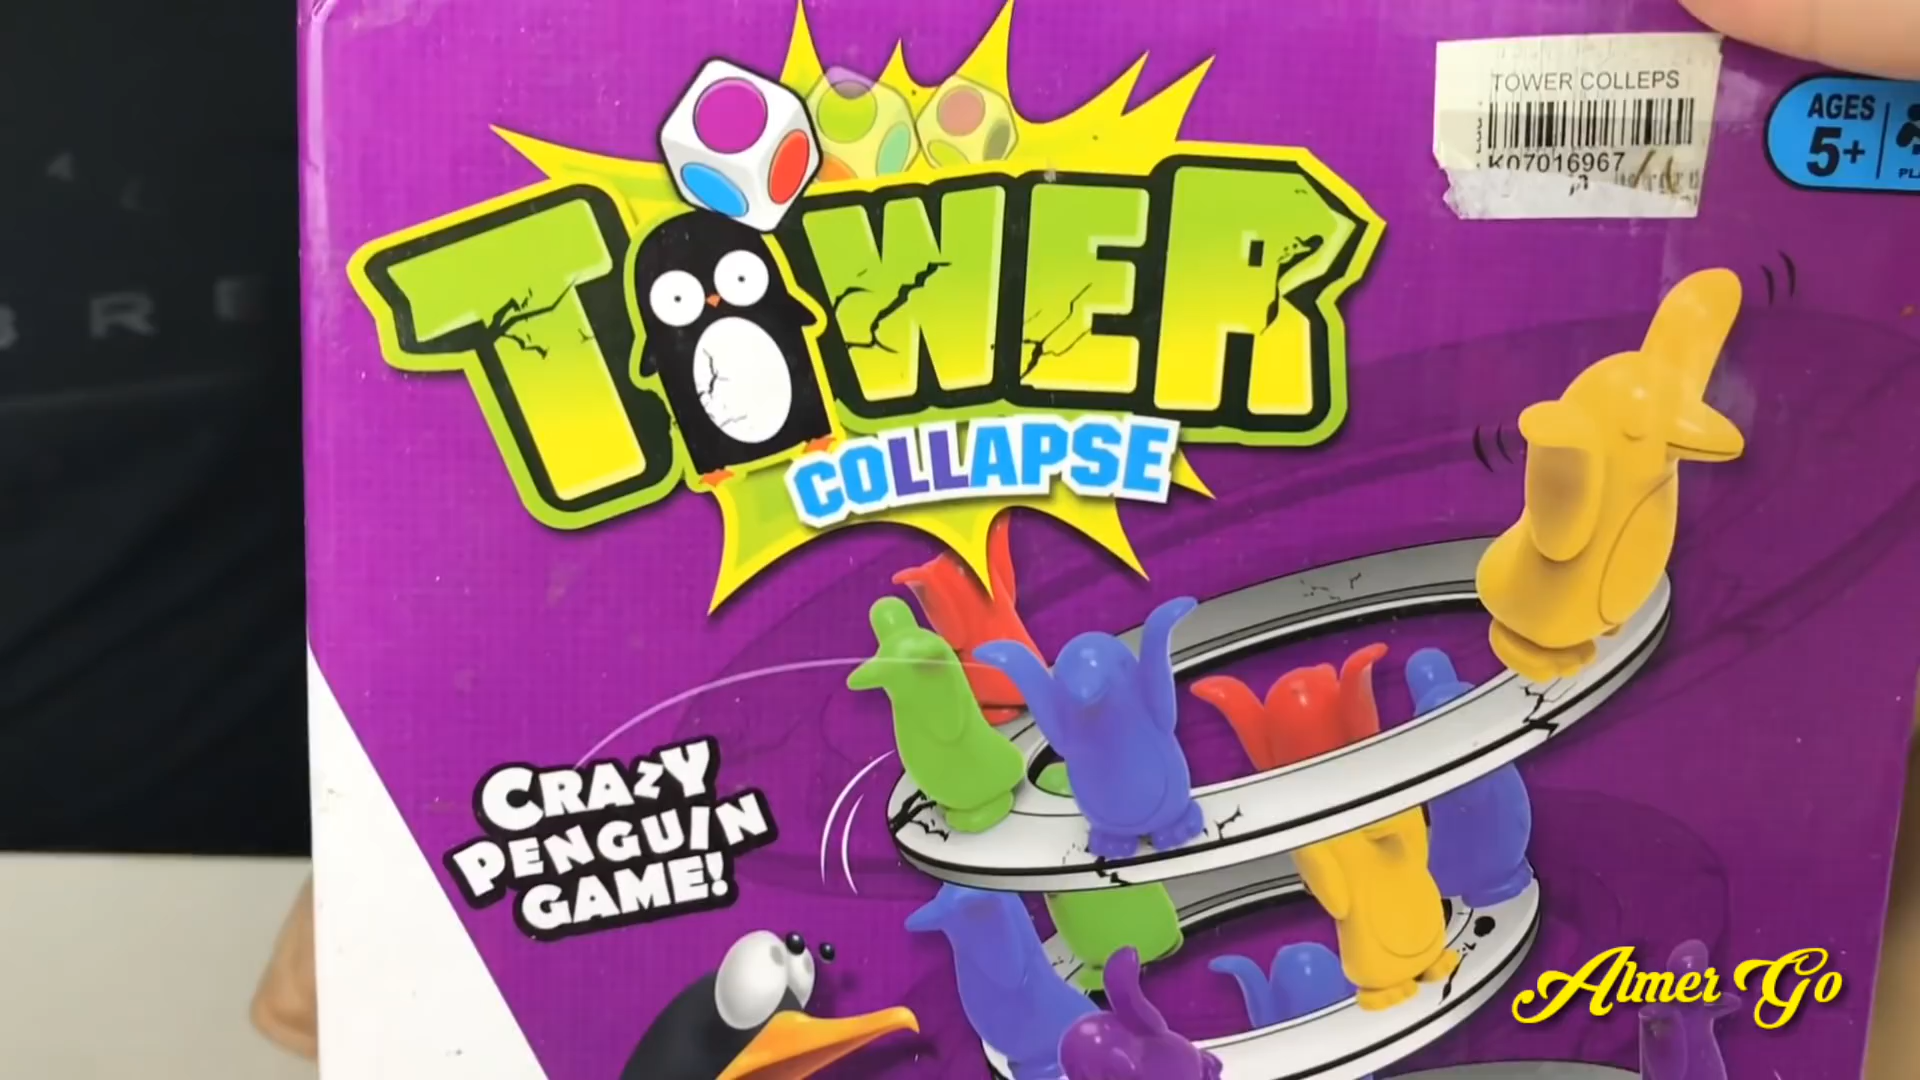 TOWER COLLEPS
K07016967
AGES
5+
TOWER
COLLAPSE
CRAZY
PENGUIN
GAME!
Almer Go